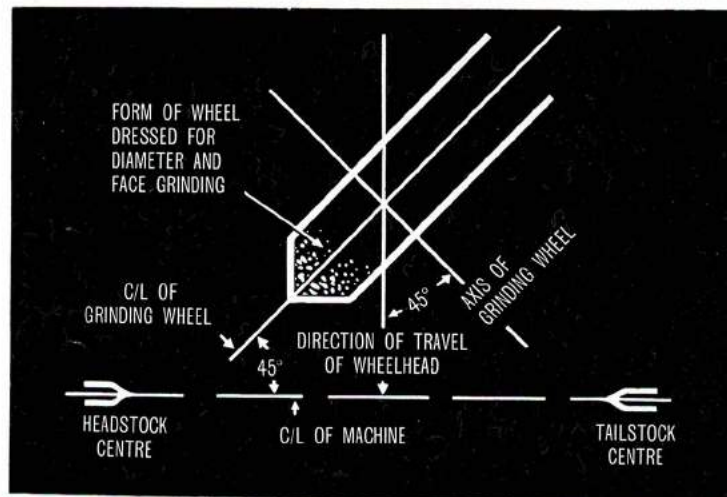 FORM OF WHEEL
DRESSED FOR
DIAMETER AND
FACE GRINDING
C/L OF
GRINDING WHEEL
45°
AXIS OF
GRINDING WHEEL
DIRECTION OF TRAVEL
OF WHEELHEAD
45°
HEADSTOCK
CENTRE
C/L OF MACHINE
TAILSTOCK
CENTRE